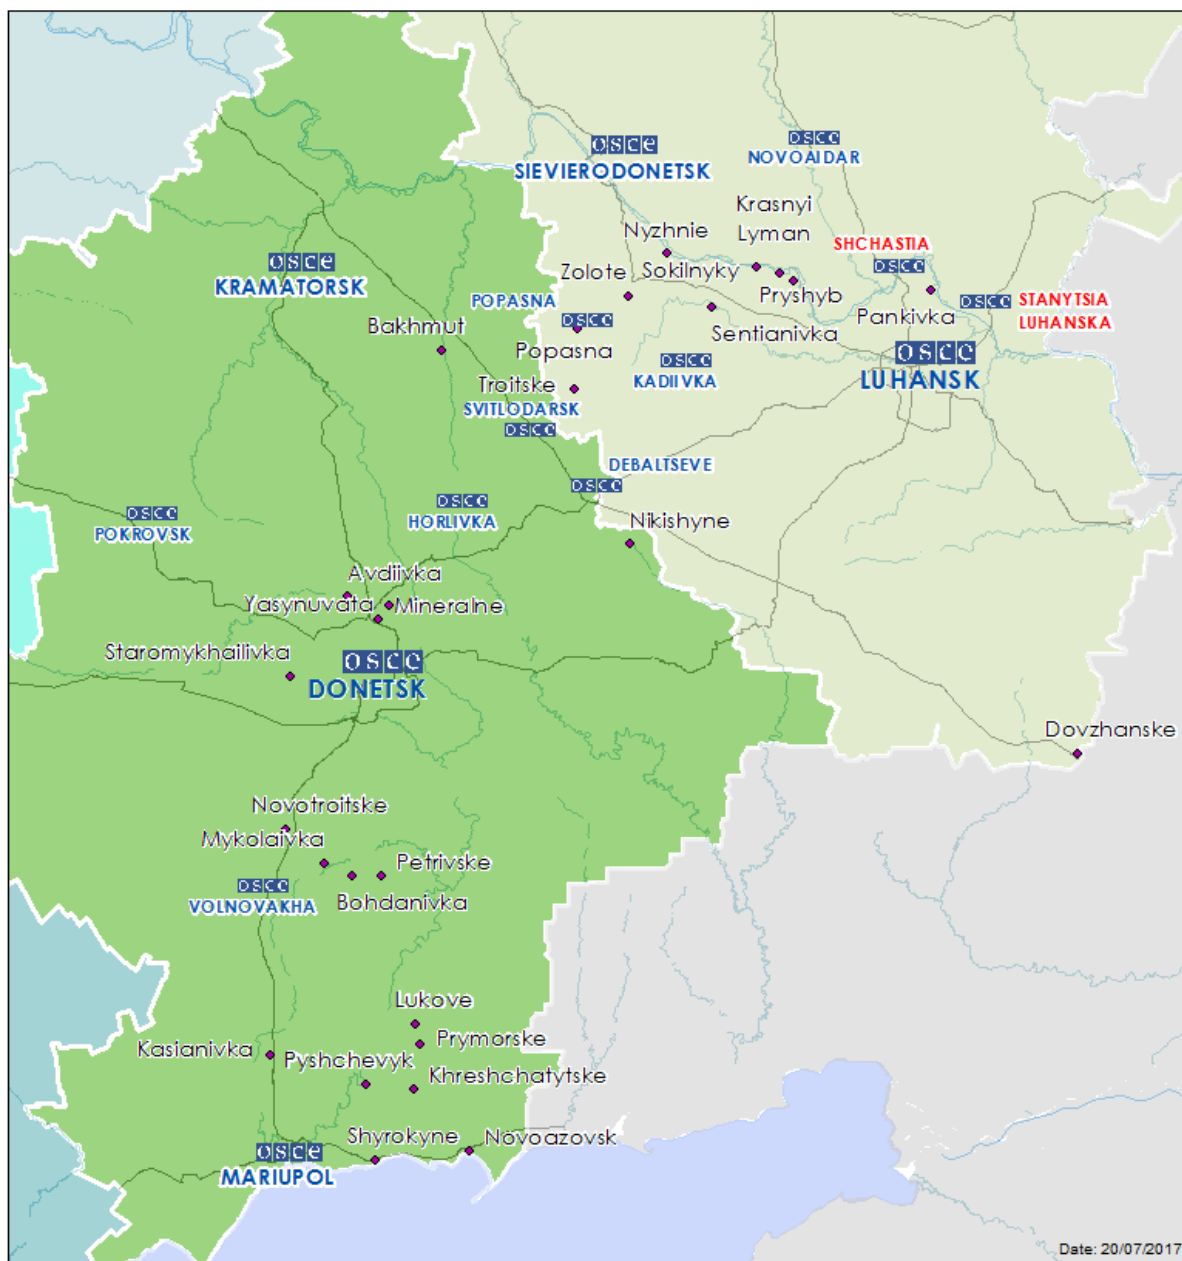 osce
SIEVIERODONETSK
osce
NOVOAIDAR
Krasnyi
Lyman
Nyzhnie
SHCHASTIA
osce
osce
KRAMATORSK
Zolote
Sokilnyky
Pryshyb
Pankivka
osce
STANYTSIA
LUHANSKA
POPASNA
osce
Popasna
Sentianivka
Bakhmut
osce
KADIIVKA
osce
LUHANSK
Troitske
SVITLODARSK
osce
DEBALTSEVE
osce
osce
HORLIVKA
osce
POKROVSK
Nikishyne
Avdiivka
Yasynuvata
Mineralne
Staromykhailivka
osce
DONETSK
Dovzhanske
Novotroitske
Mykolaivka
Petrivske
osce
VOLNOVAKHA
Bohdanivka
Lukove
Prymorske
Kasianivka
Pyshchevyk
Khreshchatytske
Shyrokyne
Novoazovsk
osce
MARIUPOL
Date: 20/07/2017